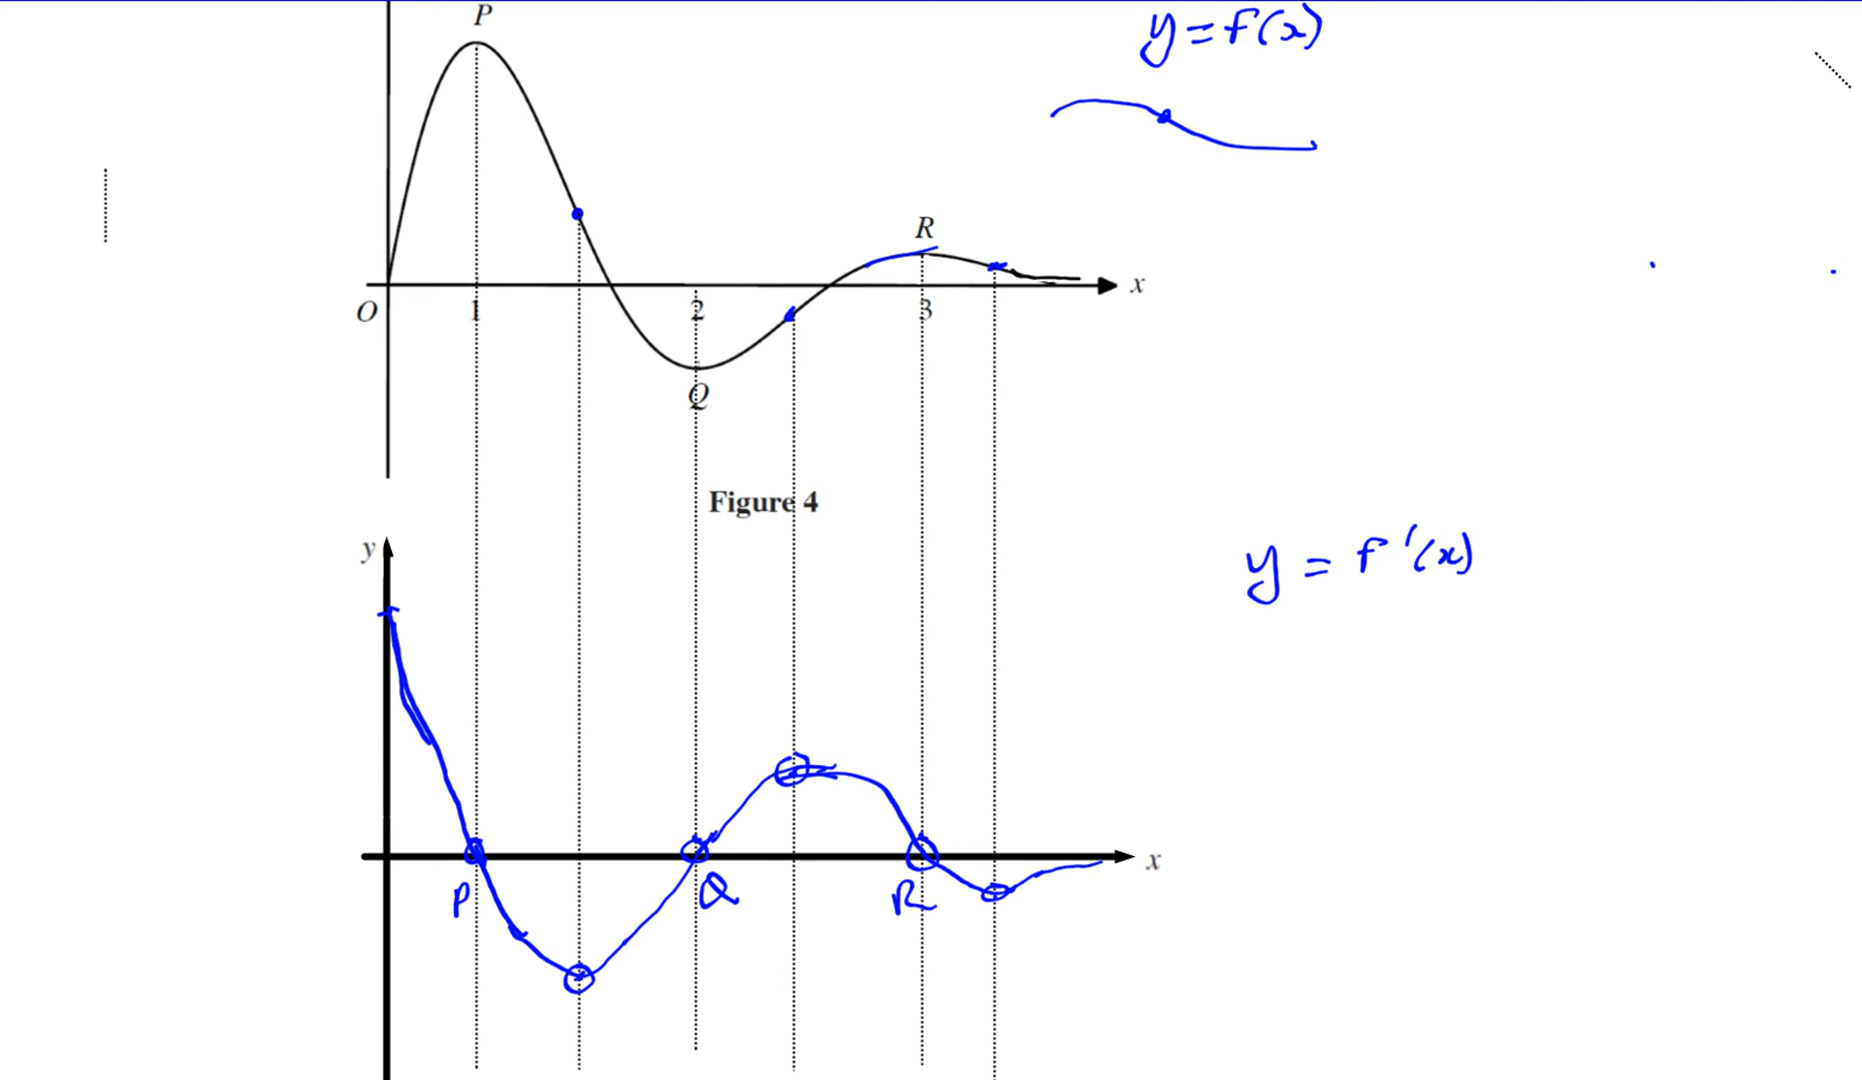 P
y = f(x)
R
O 1 2 3 x
Q
Figure 4
y
y = f'(x)
x
P Q R